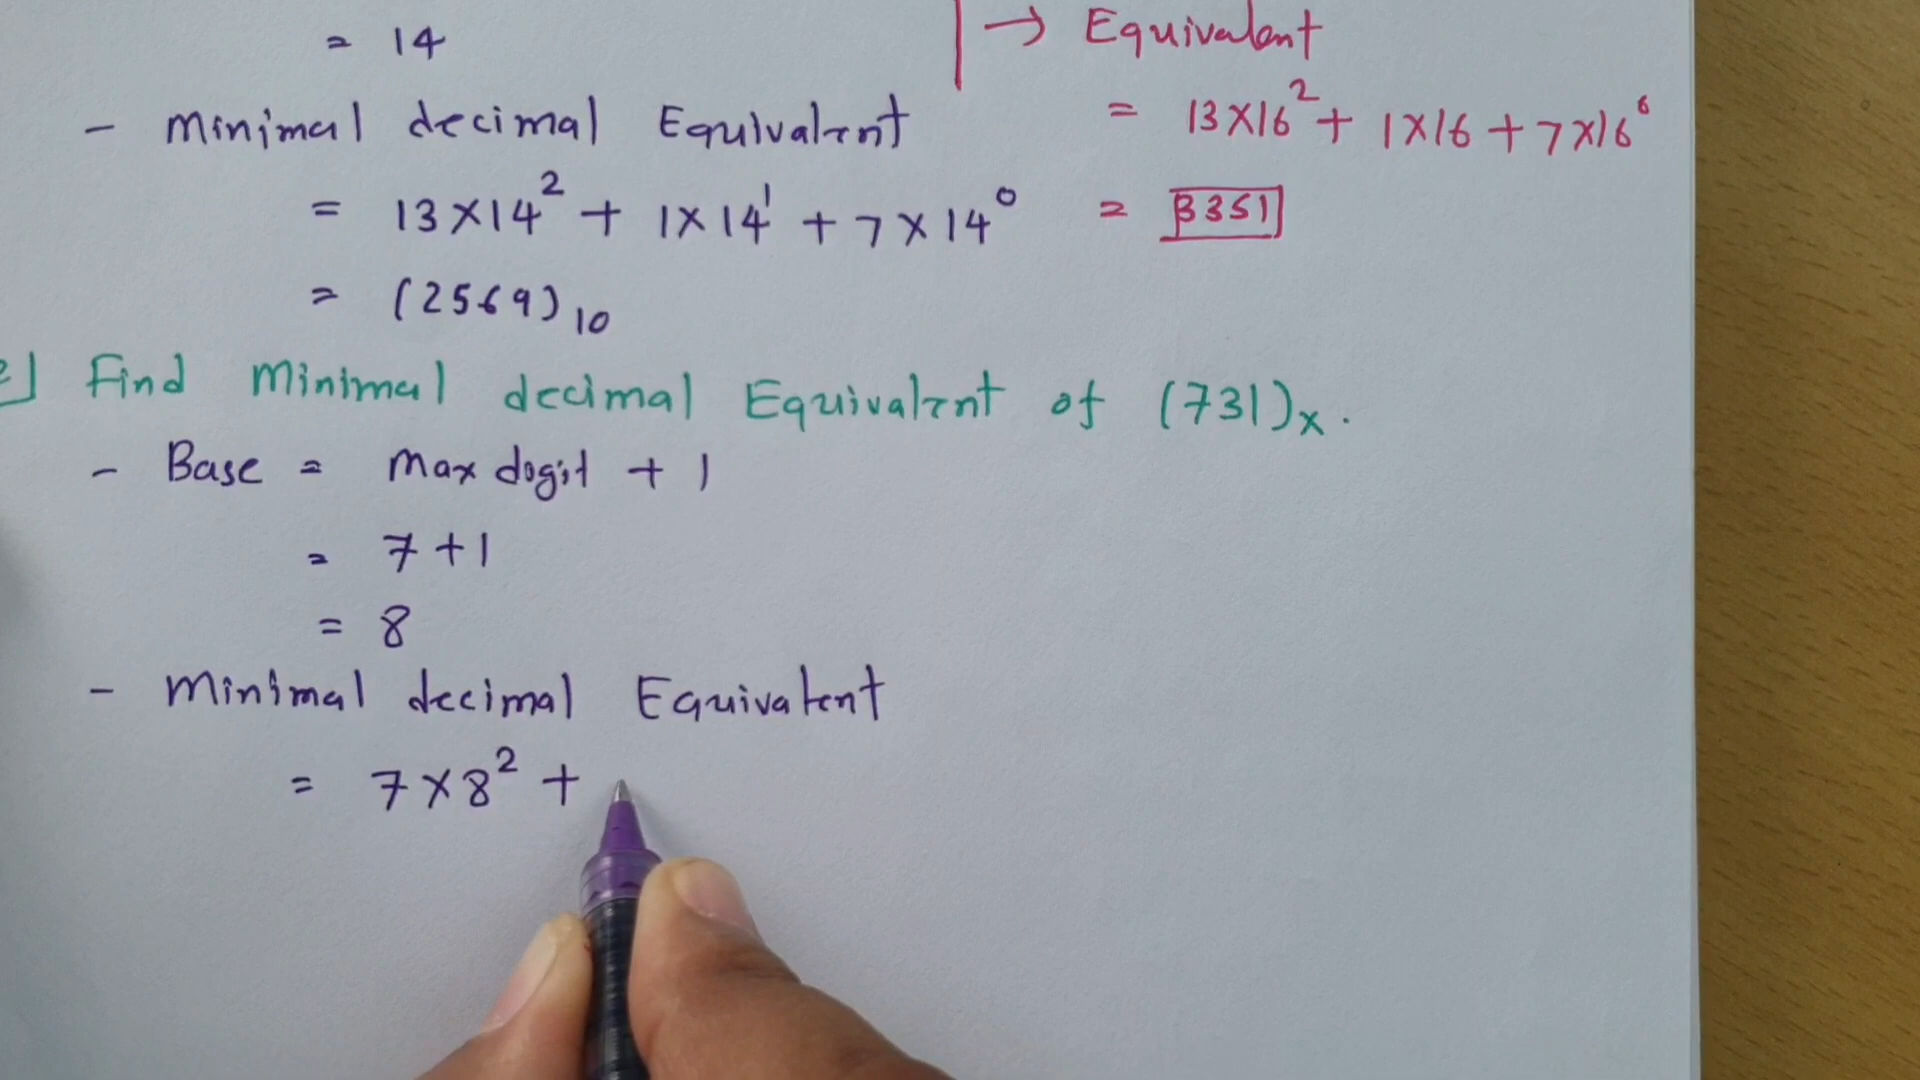 = 14
- Minimal decimal Equivalent
= 13 × 14² + 1 × 14¹ + 7 × 14⁰
= (2569)₁₀
→ Equivalent
= 13×16² + 1×16 + 7×16⁰
= 3351
2] Find Minimal decimal Equivalent of (731)ₓ.
- Base = Max digit + 1
= 7 + 1
= 8
- Minimal decimal Equivalent
= 7 × 8² +